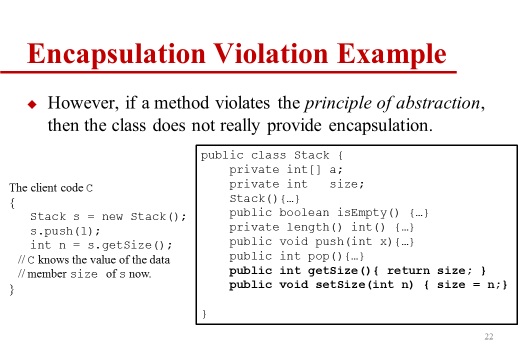 Encapsulation Violation Example
However, if a method violates the principle of abstraction,
then the class does not really provide encapsulation.
The client code C
{
Stack s = new Stack();
s.push(1);
int n = s.getSize();
// C knows the value of the data
// member size of s now.
}
public class Stack {
private int[] a;
private int size;
Stack(){…}
public boolean isEmpty() {…}
private length() int() {…}
public void push(int x){…}
public int pop(){…}
public int getSize(){ return size; }
public void setSize(int n) { size = n;}
}
22